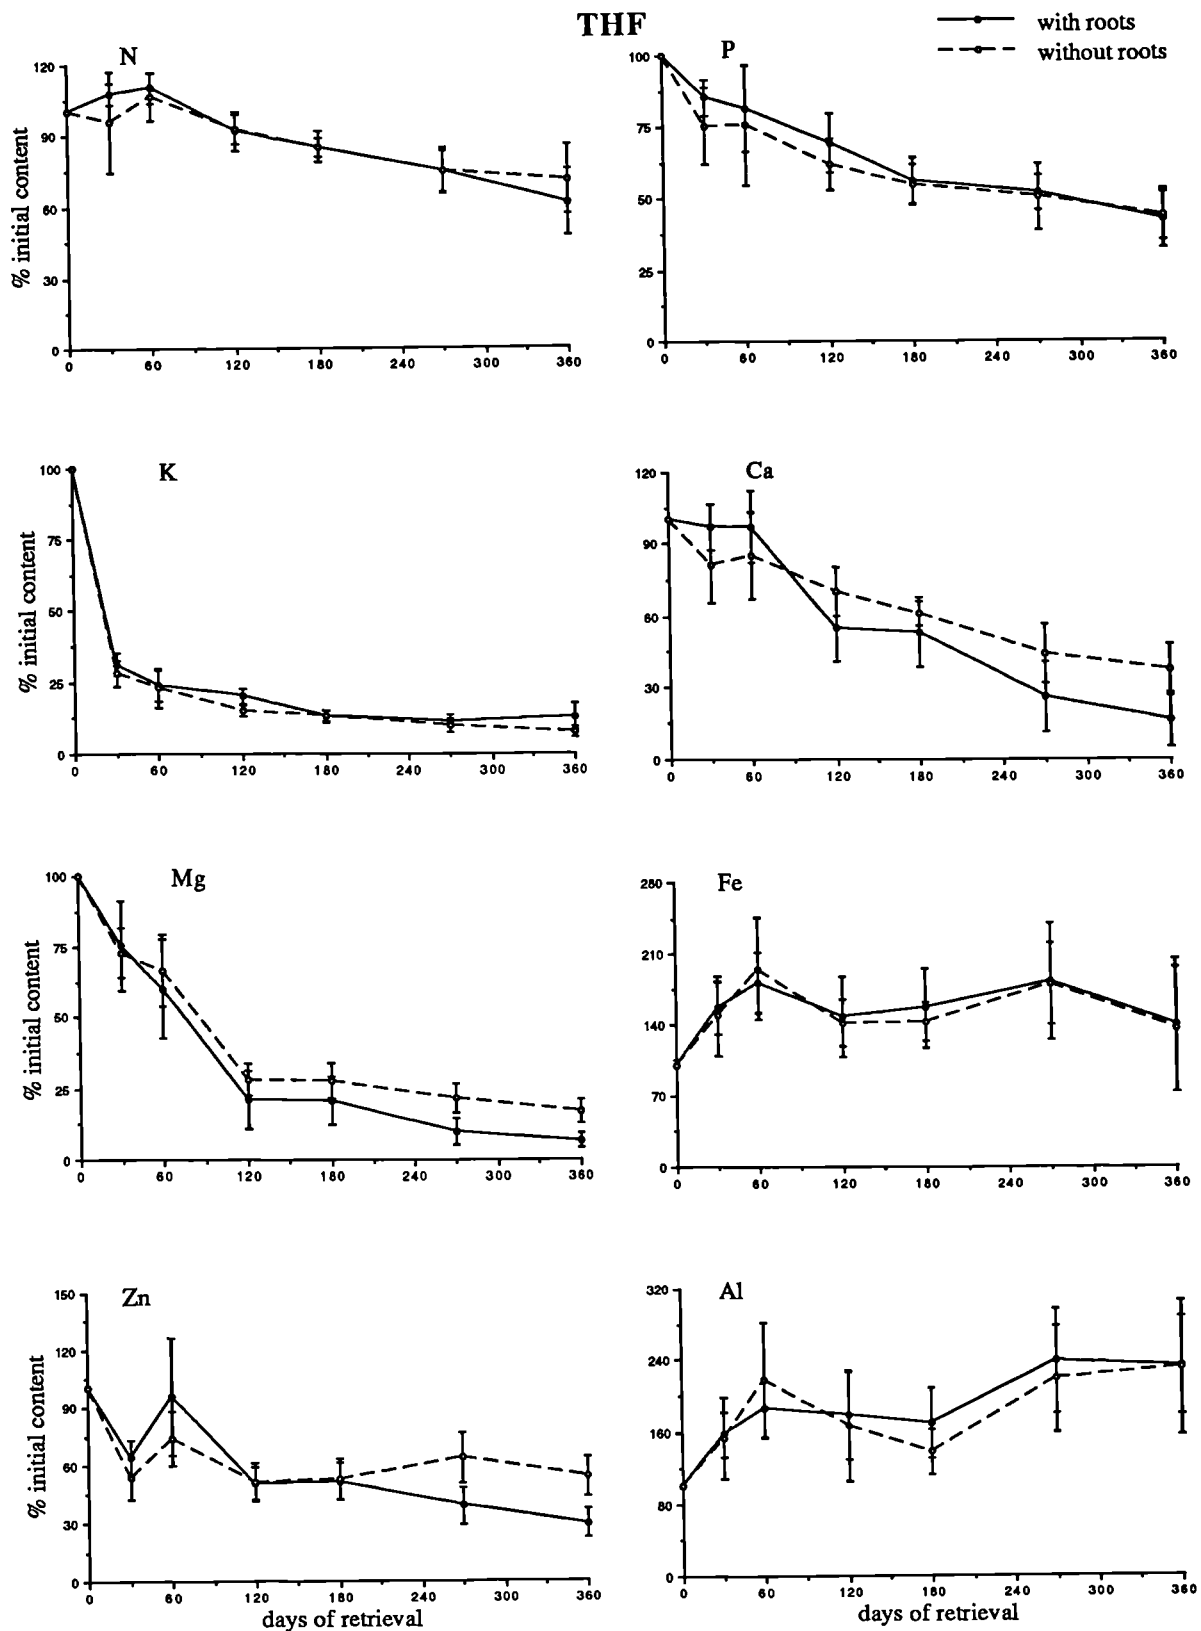 THF
with roots
without roots
N
120
90
60
30
0
% initial content
0 60 120 180 240 300 360
P
100
75
50
25
0
0 60 120 180 240 300 360
K
100
75
50
25
0
% initial content
0 60 120 180 240 300 360
Ca
120
90
60
30
0
0 60 120 180 240 300 360
Mg
100
75
50
25
0
% initial content
0 60 120 180 240 300 360
Fe
280
210
140
70
0
0 60 120 180 240 300 360
Zn
150
120
90
60
30
0
% initial content
0 60 120 180 240 300 360
days of retrieval
Al
320
240
160
80
0
0 60 120 180 240 300 360
days of retrieval